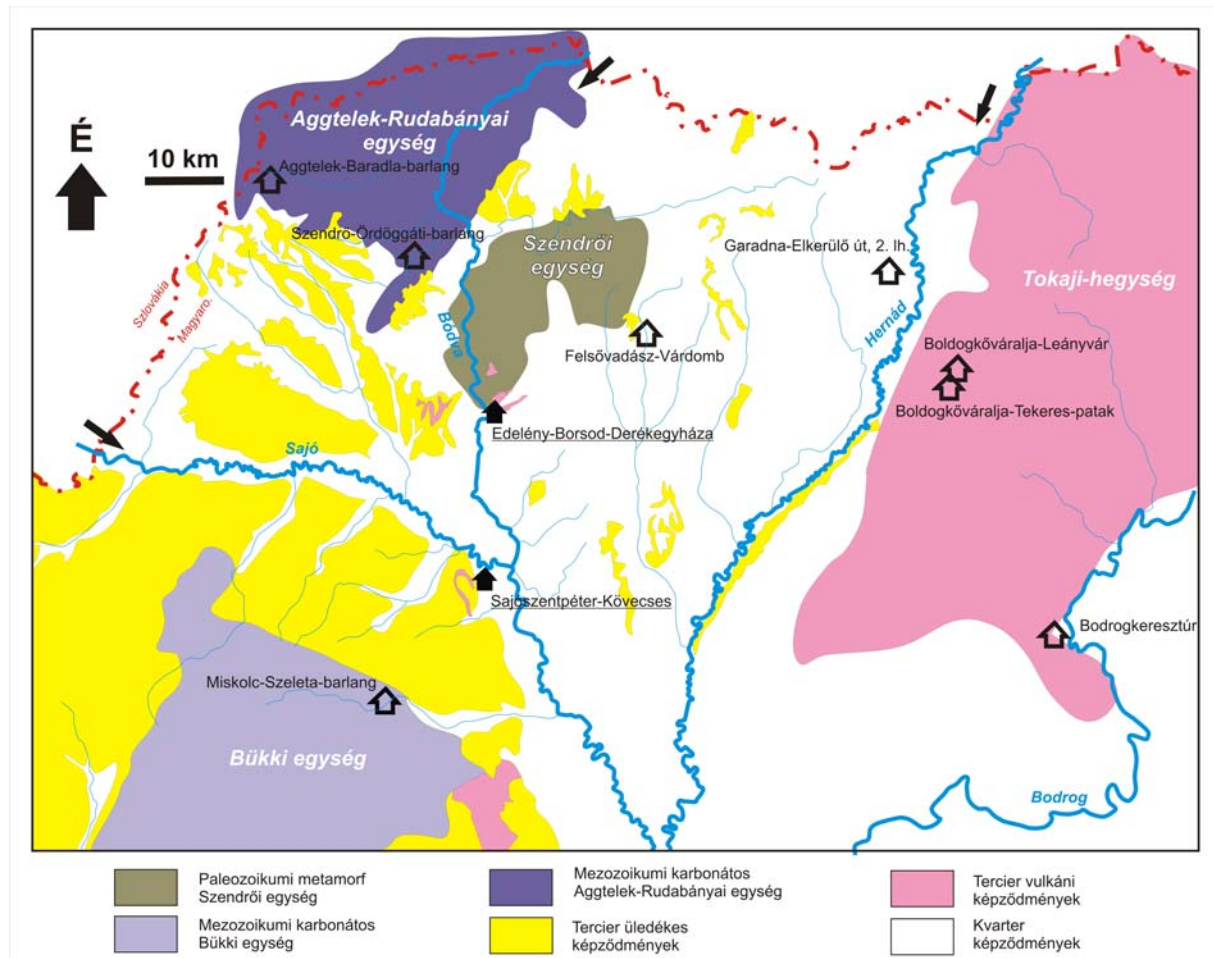 Aggtelek-Rudabányai
egység
É
10 km
Aggtelek-Baradla-barlang
Szendrő-Ördöggáti-barlang
Szendrői
egység
Garadna-Elkerülő út, 2. lh.
Tokaji-hegység
Szlovákia
Magyaro.
Bódva
Hernád
Felsővadász-Várdomb
Boldogkőváralja-Leányvár
Boldogkőváralja-Tekeres-patak
Edelény-Borsod-Derékegyháza
Sajó
Sajószentpéter-Kövecses
Bodrogkeresztúr
Miskolc-Szeleta-barlang
Bükki egység
Bodrog
Paleozoikumi metamorf
Szendrői egység
Mezozoikumi karbonátos
Aggtelek-Rudabányai egység
Tercier vulkáni
képződmények
Mezozoikumi karbonátos
Bükki egység
Tercier üledékes
képződmények
Kvarter
képződmények